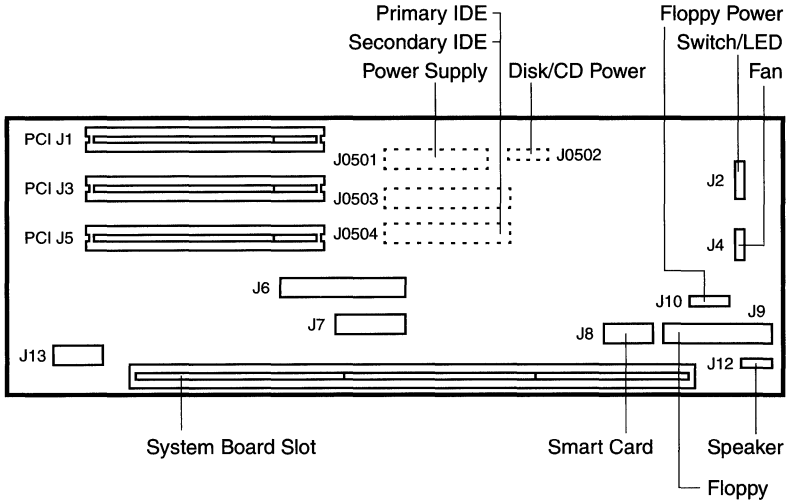 Primary IDE
Floppy Power
Secondary IDE
Switch/LED
Power Supply
Disk/CD Power
Fan
PCI J1
J0501
J0502
PCI J3
J0503
J2
PCI J5
J0504
J4
J6
J10
J7
J8
J9
J13
J12
System Board Slot
Smart Card
Speaker
Floppy